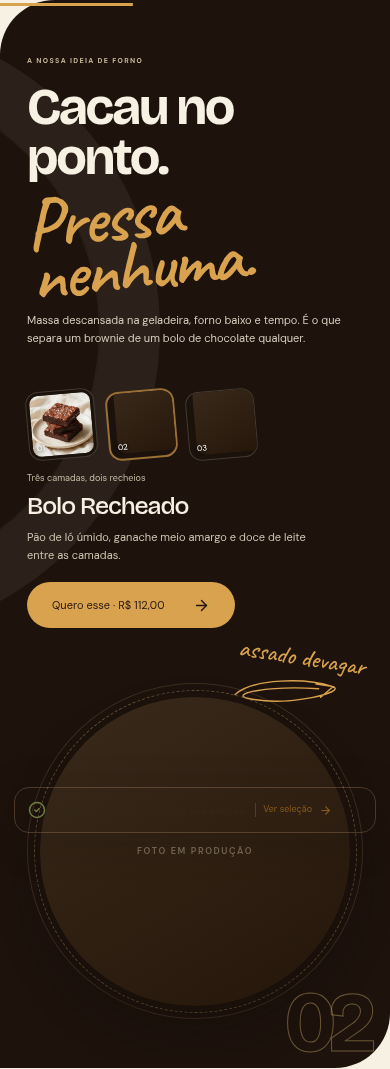 A NOSSA IDEIA DE FORNO
Cacau no
ponto.
Pressa
nenhuma.
Massa descansada na geladeira, forno baixo e tempo. É o que
separa um brownie de um bolo de chocolate qualquer.
01
02
03
Três camadas, dois recheios
Bolo Recheado
Pão de ló úmido, ganache meio amargo e doce de leite
entre as camadas.
Quero esse · R$ 112,00
assado devagar
Ver seleção
FOTO EM PRODUÇÃO
02